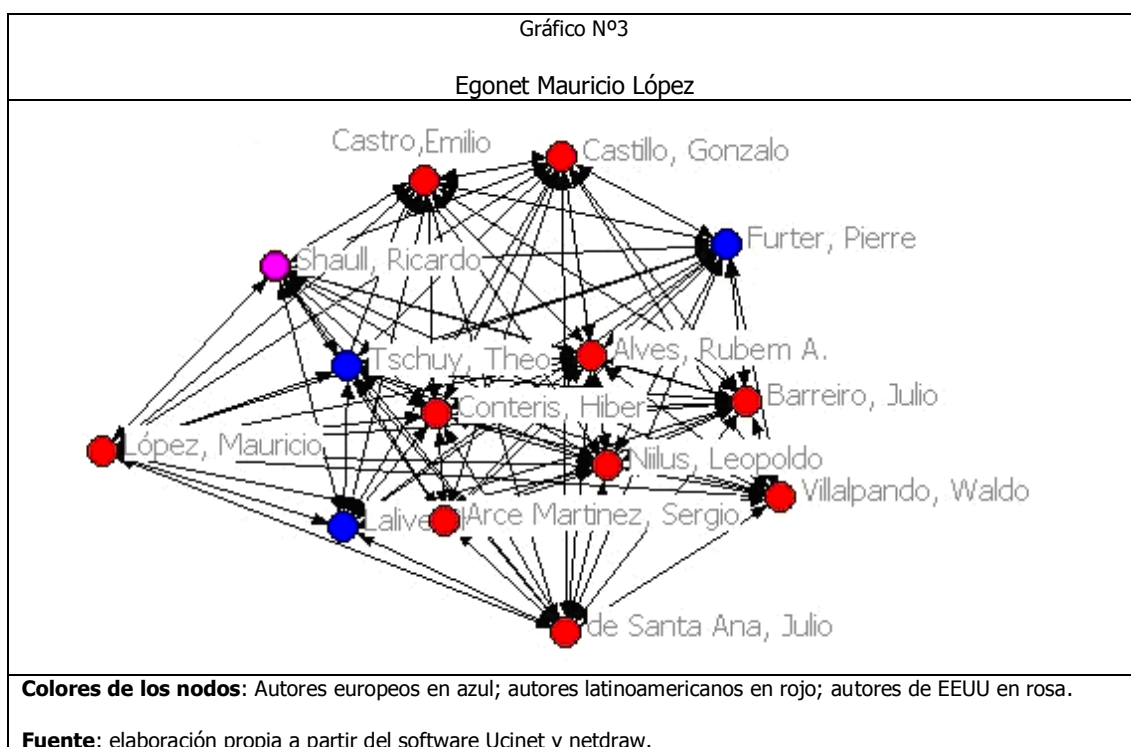 Gráfico Nº3
Egonet Mauricio López
Castro,Emilio
Castillo, Gonzalo
Furter, Pierre
Shaull, Ricardo
Tschuy, Theo
Alves, Rubem A.
Barreiro, Julio
Conteris, Hiber
López, Mauricio
Niilus, Leopoldo
Villalpando, Waldo
Lalive
Arce Martinez, Sergio
de Santa Ana, Julio
Colores de los nodos: Autores europeos en azul; autores latinoamericanos en rojo; autores de EEUU en rosa.
Fuente: elaboración propia a partir del software Ucinet y netdraw.